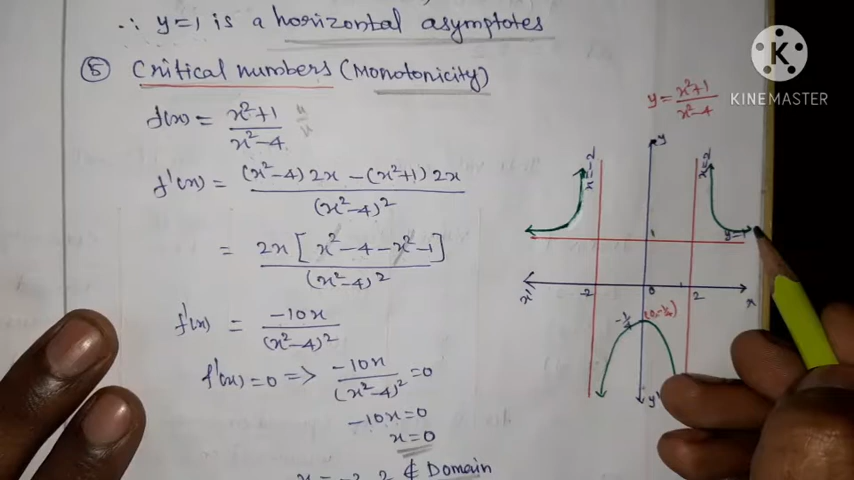 ∴ y=1 is a horizontal asymptotes
⑤ Critical numbers (Monotonicity)
f(x) = x²+1 / x²-4
f'(x) = (x²-4) 2x - (x²+1) 2x / (x²-4)²
= 2x [x²-4-x²-1] / (x²-4)²
f'(x) = -10x / (x²-4)²
f'(x)=0 => -10x / (x²-4)² =0
-10x=0
x=0
x=-2,2 ∉ Domain
K
KINEMASTER
y = x²+1 / x²-4
y
x=-2
x=2
1
y=1
x'
-2
0
2
x
-1/4
(0,-1/4)
y'